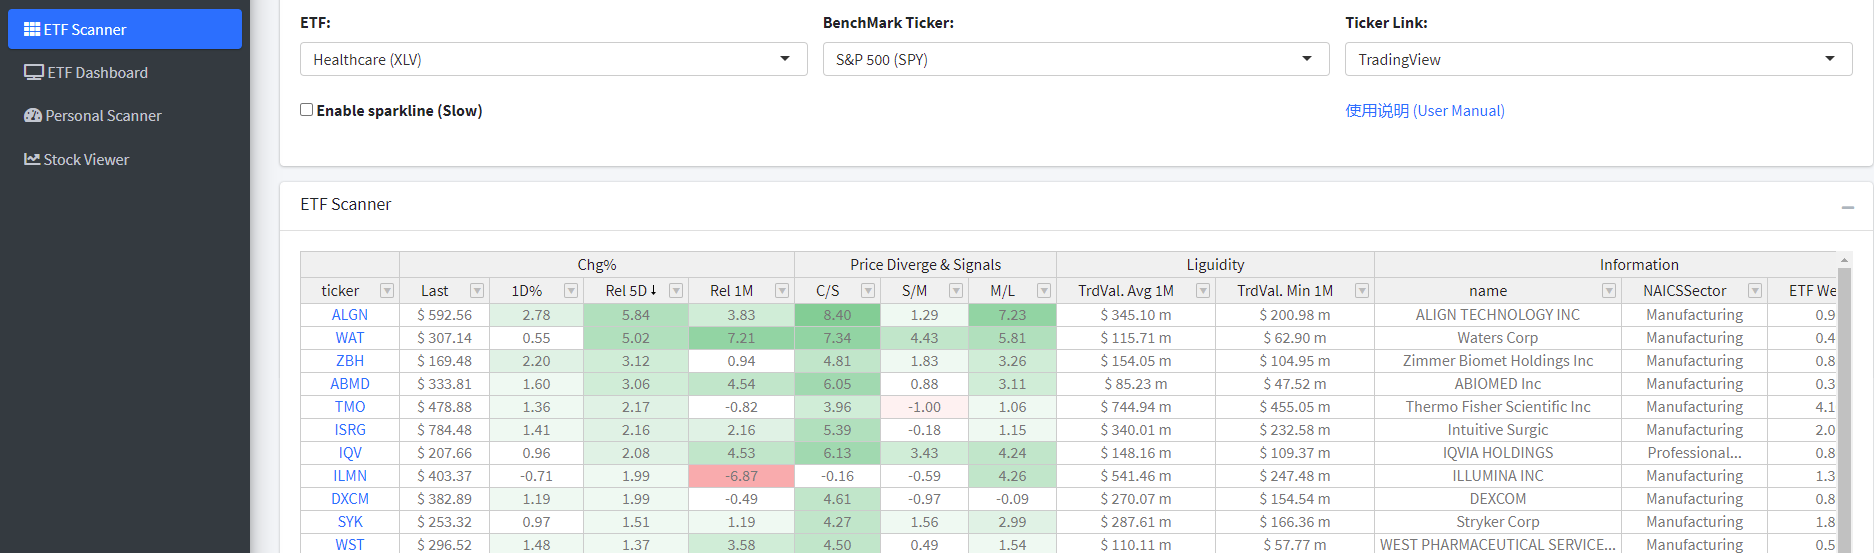 ETF Scanner
ETF Dashboard
Personal Scanner
Stock Viewer
ETF: BenchMark Ticker: Ticker Link:
Healthcare (XLV) S&P 500 (SPY) TradingView
Enable sparkline (Slow) 使用说明 (User Manual)
ETF Scanner
Chg% Price Diverge & Signals Liguidity Information
ticker Last 1D% Rel 5D Rel 1M C/S S/M M/L TrdVal. Avg 1M TrdVal. Min 1M name NAICSSector ETF We
ALGN $ 592.56 2.78 5.84 3.83 8.40 1.29 7.23 $ 345.10 m $ 200.98 m ALIGN TECHNOLOGY INC Manufacturing 0.9
WAT $ 307.14 0.55 5.02 7.21 7.34 4.43 5.81 $ 115.71 m $ 62.90 m Waters Corp Manufacturing 0.4
ZBH $ 169.48 2.20 3.12 0.94 4.81 1.83 3.26 $ 154.05 m $ 104.95 m Zimmer Biomet Holdings Inc Manufacturing 0.8
ABMD $ 333.81 1.60 3.06 4.54 6.05 0.88 3.11 $ 85.23 m $ 47.52 m ABIOMED Inc Manufacturing 0.3
TMO $ 478.88 1.36 2.17 -0.82 3.96 -1.00 1.06 $ 744.94 m $ 455.05 m Thermo Fisher Scientific Inc Manufacturing 4.1
ISRG $ 784.48 1.41 2.16 2.16 5.39 -0.18 1.15 $ 340.01 m $ 232.58 m Intuitive Surgic Manufacturing 2.0
IQV $ 207.66 0.96 2.08 4.53 6.13 3.43 4.24 $ 148.16 m $ 109.37 m IQVIA HOLDINGS Professional... 0.8
ILMN $ 403.37 -0.71 1.99 -6.87 -0.16 -0.59 4.26 $ 541.46 m $ 247.48 m ILLUMINA INC Manufacturing 1.3
DXCM $ 382.89 1.19 1.99 -0.49 4.61 -0.97 -0.09 $ 270.07 m $ 154.54 m DEXCOM Manufacturing 0.8
SYK $ 253.32 0.97 1.51 1.19 4.27 1.56 2.99 $ 287.61 m $ 166.36 m Stryker Corp Manufacturing 1.8
WST $ 296.52 1.48 1.37 3.58 4.50 0.49 1.54 $ 110.11 m $ 57.77 m WEST PHARMACEUTICAL SERVICE... Manufacturing 0.5